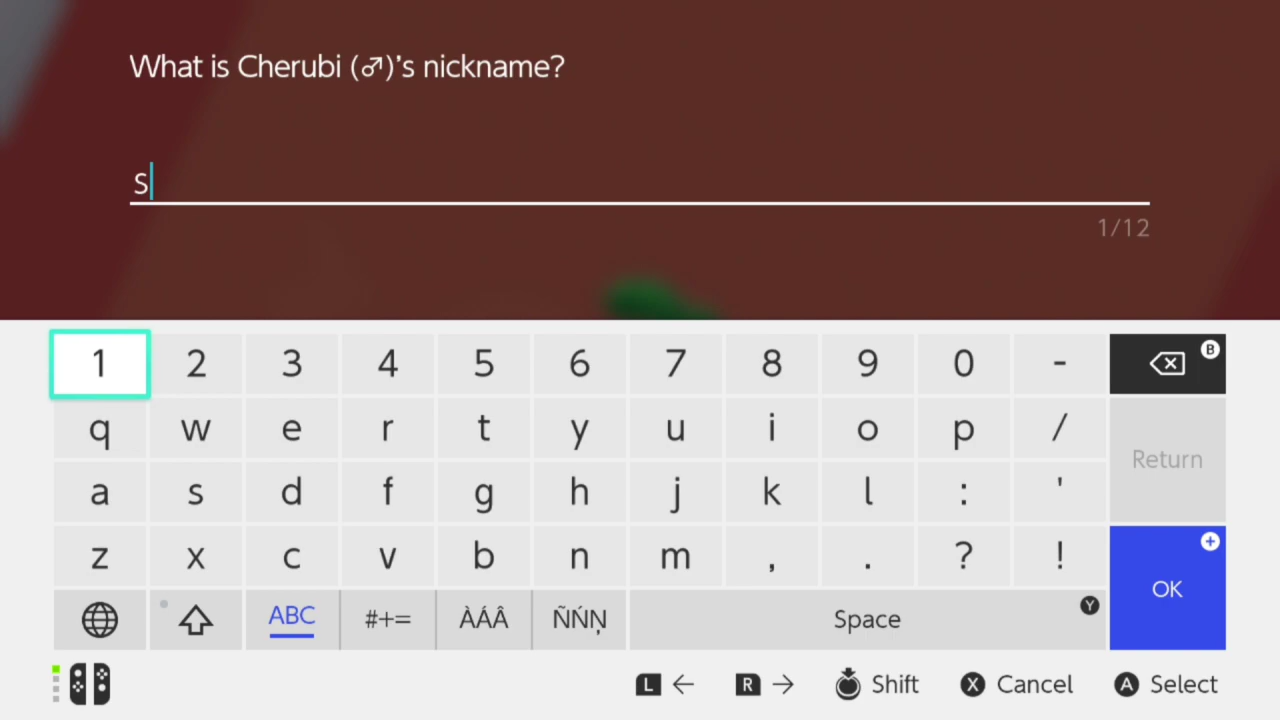 What is Cherubi (♂)'s nickname?
S
1/12
1 2 3 4 5 6 7 8 9 0 - B
q w e r t y u i o p /
Return
a s d f g h j k l : '
z x c v b n m , . ? ! +
OK
ABC #+= ÀÁÂ ÑŃŅ Space Y
L ← R → Shift X Cancel A Select